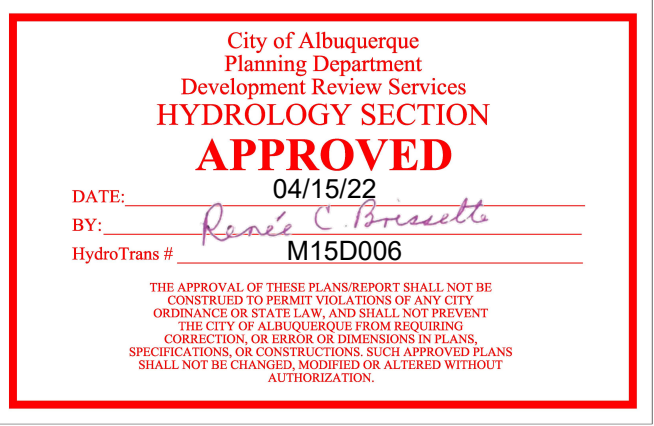 City of Albuquerque
Planning Department
Development Review Services
HYDROLOGY SECTION
APPROVED
DATE: 04/15/22
BY: Renée C. Brissette
HydroTrans # M15D006
THE APPROVAL OF THESE PLANS/REPORT SHALL NOT BE
CONSTRUED TO PERMIT VIOLATIONS OF ANY CITY
ORDINANCE OR STATE LAW, AND SHALL NOT PREVENT
THE CITY OF ALBUQUERQUE FROM REQUIRING
CORRECTION, OR ERROR OR DIMENSIONS IN PLANS,
SPECIFICATIONS, OR CONSTRUCTIONS. SUCH APPROVED PLANS
SHALL NOT BE CHANGED, MODIFIED OR ALTERED WITHOUT
AUTHORIZATION.